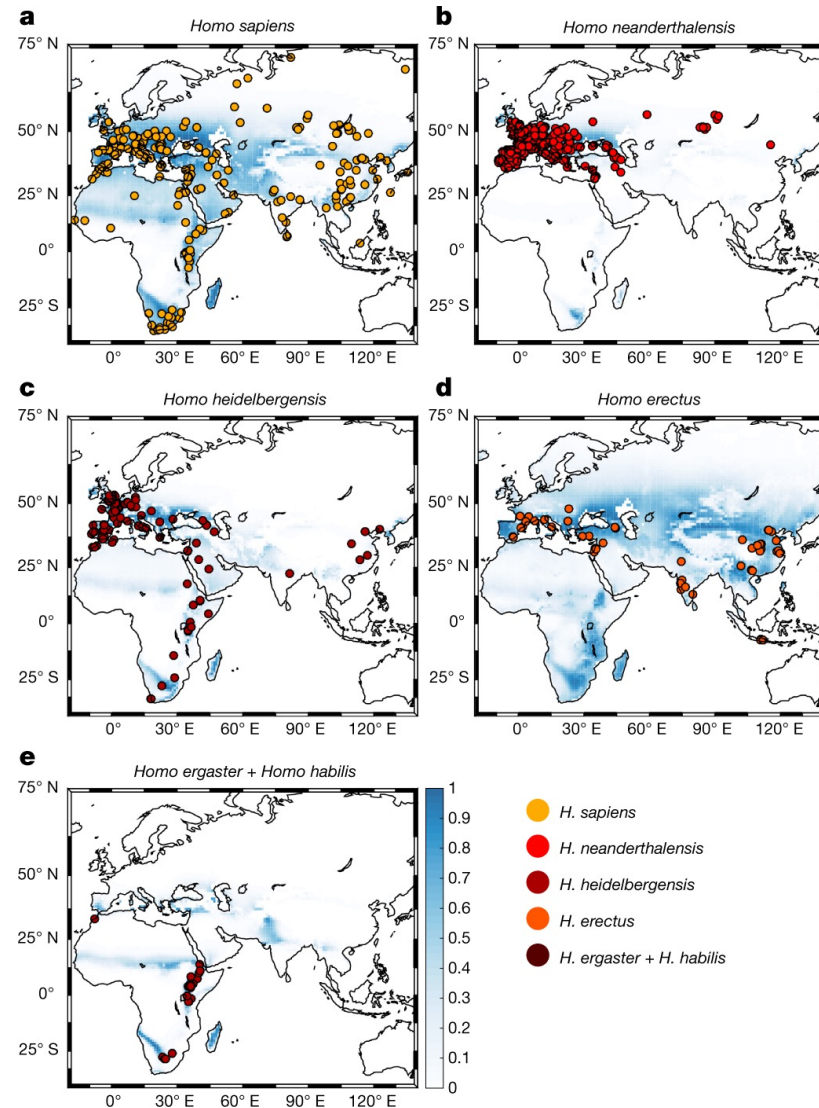 a
Homo sapiens
75° N
50° N
25° N
0°
25° S
0° 30° E 60° E 90° E 120° E
b
Homo neanderthalensis
75° N
50° N
25° N
0°
25° S
0° 30° E 60° E 90° E 120° E
c
Homo heidelbergensis
75° N
50° N
25° N
0°
25° S
0° 30° E 60° E 90° E 120° E
d
Homo erectus
75° N
50° N
25° N
0°
25° S
0° 30° E 60° E 90° E 120° E
e
Homo ergaster + Homo habilis
75° N
50° N
25° N
0°
25° S
0° 30° E 60° E 90° E 120° E
1
0.9
0.8
0.7
0.6
0.5
0.4
0.3
0.2
0.1
0
H. sapiens
H. neanderthalensis
H. heidelbergensis
H. erectus
H. ergaster + H. habilis